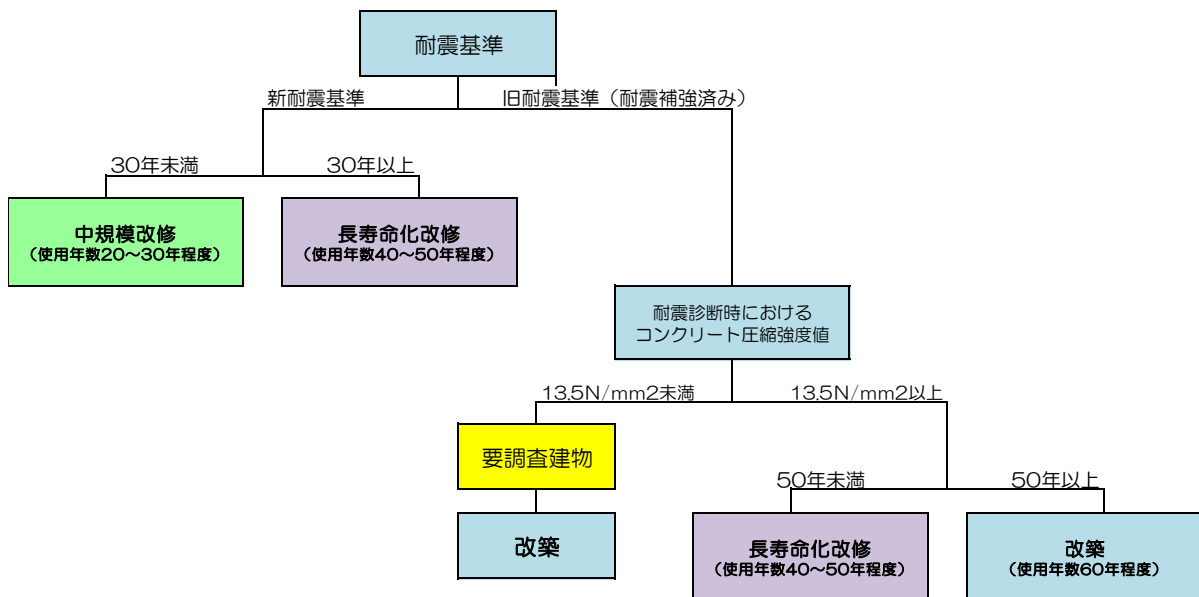 耐震基準
新耐震基準
旧耐震基準（耐震補強済み）
30年未満
30年以上
中規模改修
（使用年数20～30年程度）
長寿命化改修
（使用年数40～50年程度）
耐震診断時における
コンクリート圧縮強度値
13.5N/mm2未満
13.5N/mm2以上
要調査建物
改築
50年未満
50年以上
長寿命化改修
（使用年数40～50年程度）
改築
（使用年数60年程度）